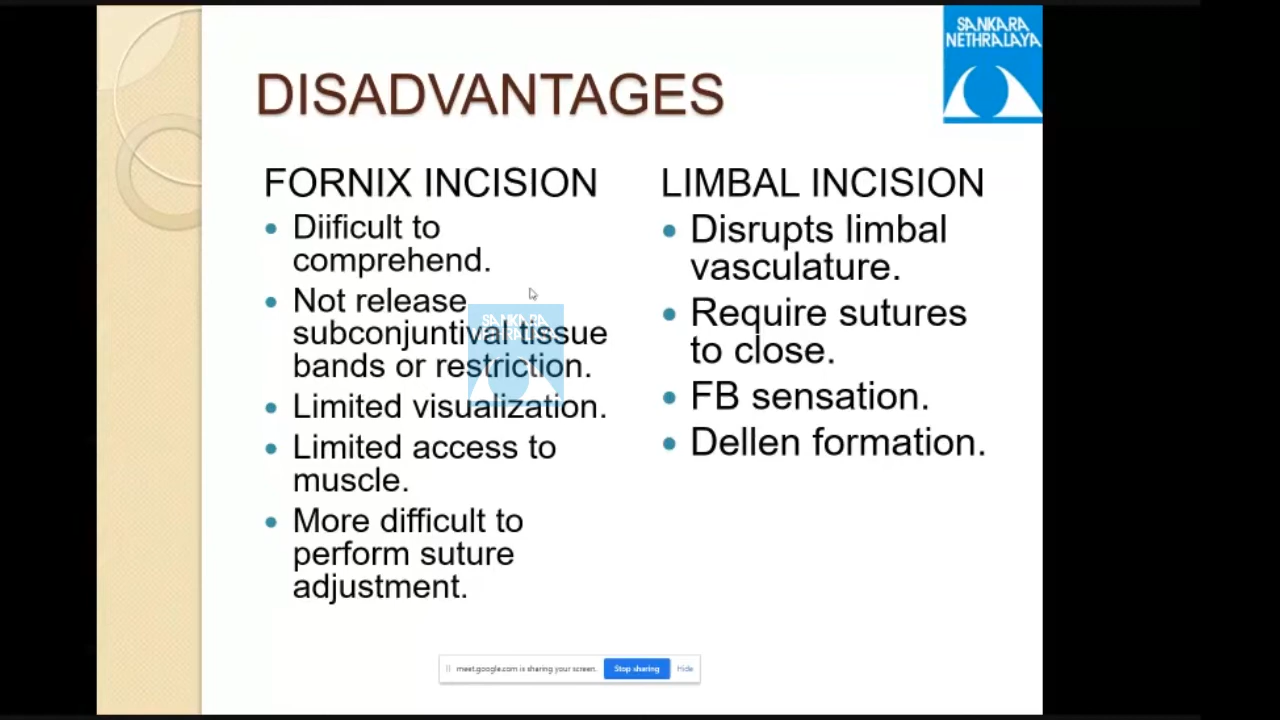 SANKARA
NETHRALAYA
DISADVANTAGES
FORNIX INCISION
Diificult to
comprehend.
Not release
subconjuntival tissue
bands or restriction.
Limited visualization.
Limited access to
muscle.
More difficult to
perform suture
adjustment.
LIMBAL INCISION
Disrupts limbal
vasculature.
Require sutures
to close.
FB sensation.
Dellen formation.
SANKARA
NETHRALAYA
meet.google.com is sharing your screen.
Stop sharing
Hide